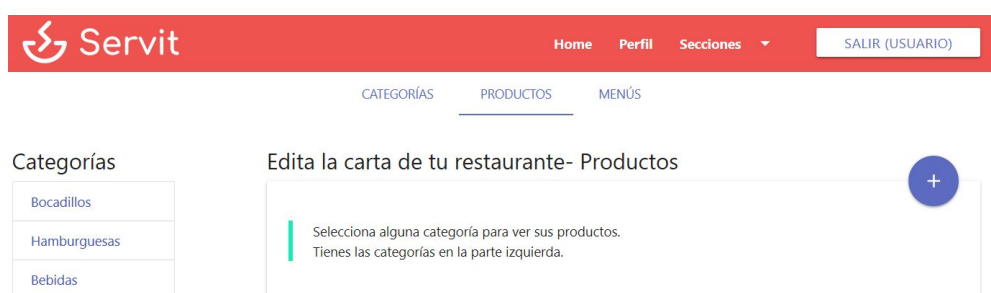 Servit
Home Perfil Secciones SALIR (USUARIO)
CATEGORÍAS PRODUCTOS MENÚS
Categorías
Bocadillos
Hamburguesas
Bebidas
Edita la carta de tu restaurante- Productos
+
Selecciona alguna categoría para ver sus productos.
Tienes las categorías en la parte izquierda.